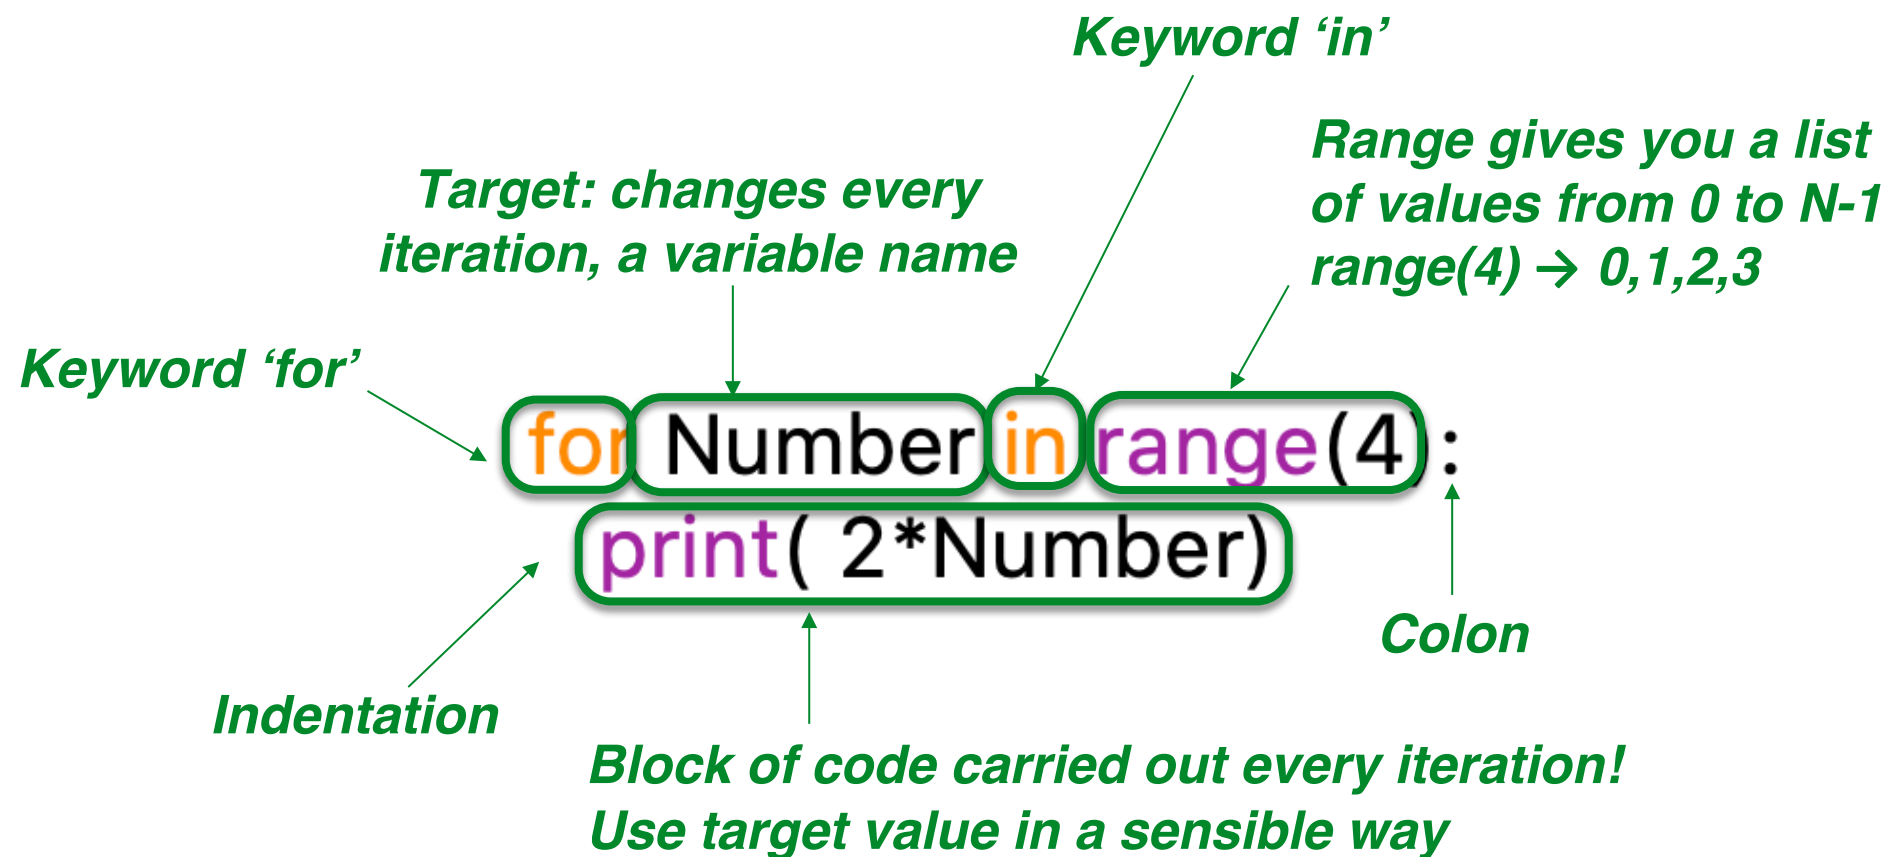 Keyword ‘in’
Range gives you a list
of values from 0 to N-1
range(4) → 0,1,2,3
Target: changes every
iteration, a variable name
Keyword ‘for’
for Number in range(4):
print( 2*Number)
Colon
Indentation
Block of code carried out every iteration!
Use target value in a sensible way